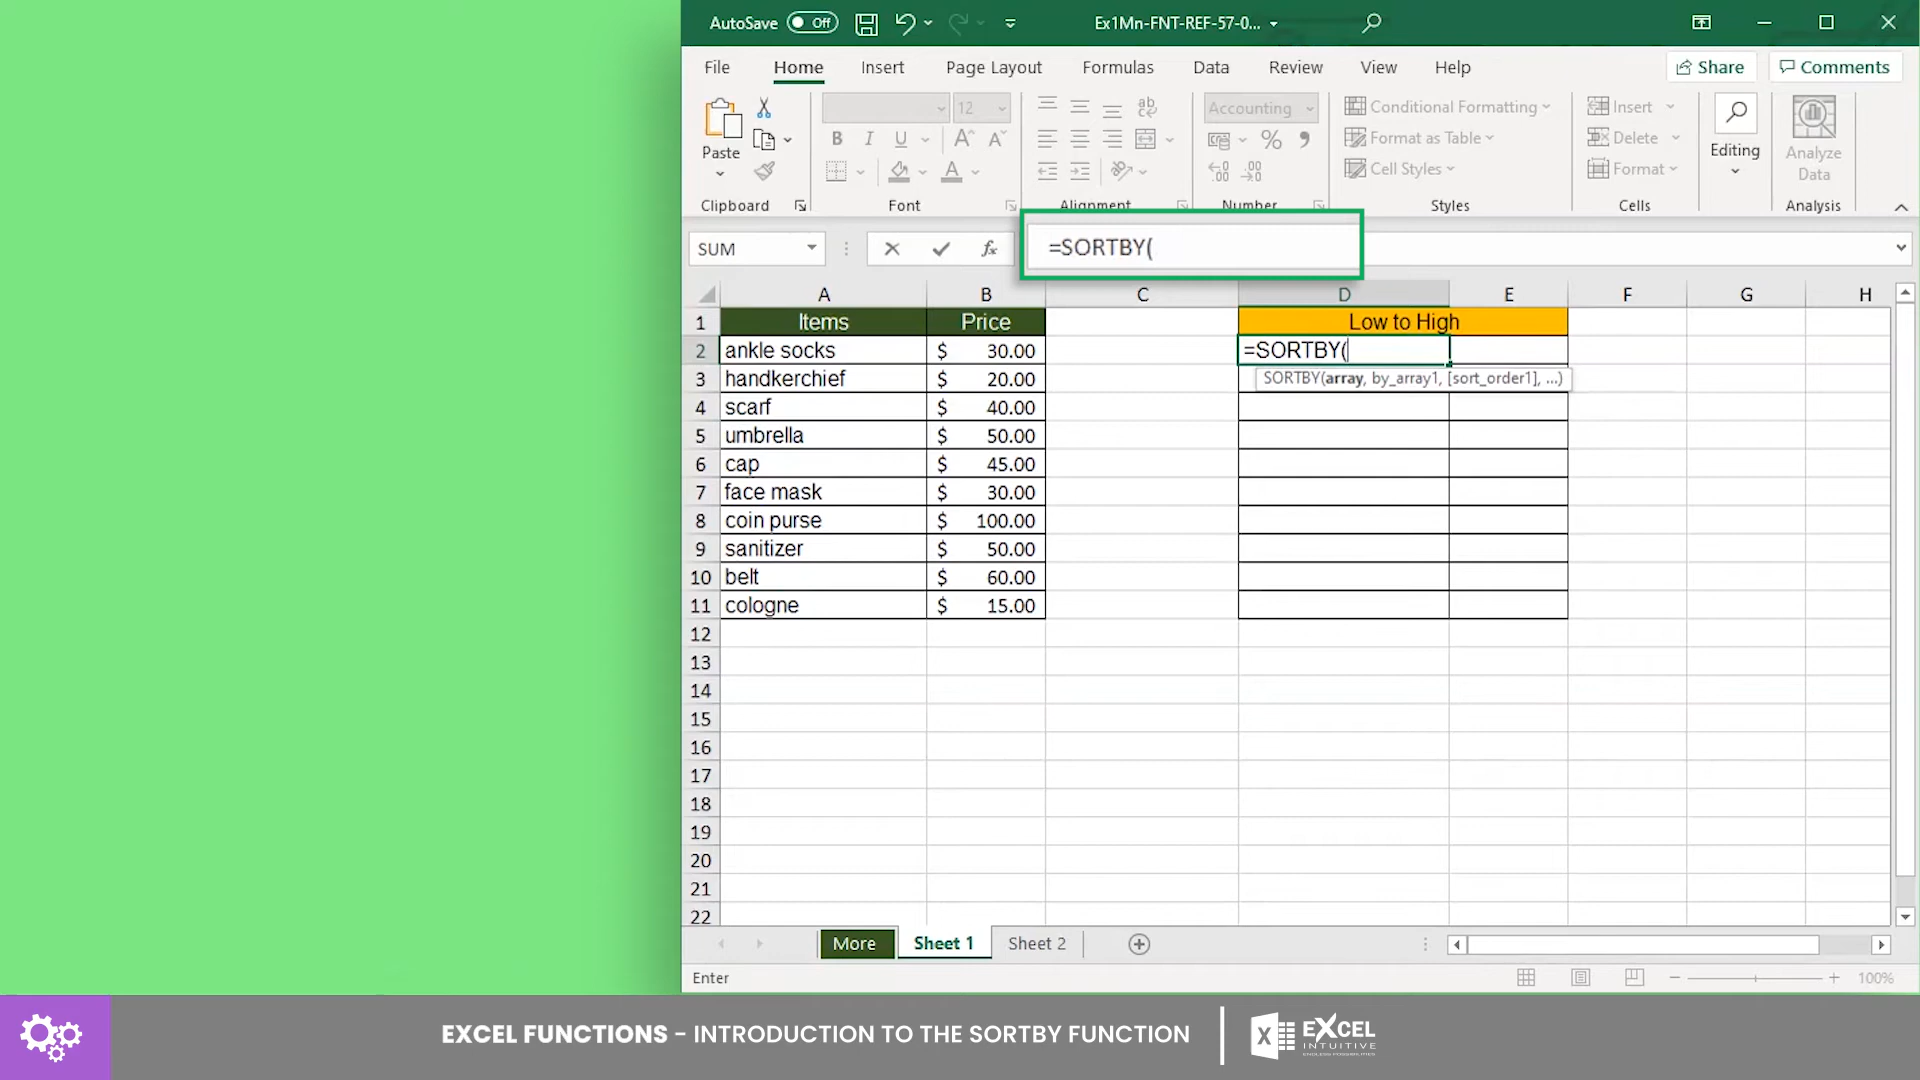 AutoSave Off Ex1Mn-FNT-REF-57-0...
File Home Insert Page Layout Formulas Data Review View Help Share Comments
Paste
Clipboard
12
B I U A A
A
Font
ab
Alignment
Accounting
% 9
Number
Conditional Formatting
Format as Table
Cell Styles
Styles
Insert
Delete
Format
Cells
Editing
Analyze
Data
Analysis
SUM fx =SORTBY(
A B C D E F G H
1 Items Price Low to High
2 ankle socks $ 30.00 =SORTBY(
3 handkerchief $ 20.00 SORTBY(array, by_array1, [sort_order1], ...)
4 scarf $ 40.00
5 umbrella $ 50.00
6 cap $ 45.00
7 face mask $ 30.00
8 coin purse $ 100.00
9 sanitizer $ 50.00
10 belt $ 60.00
11 cologne $ 15.00
12
13
14
15
16
17
18
19
20
21
22
More Sheet 1 Sheet 2
Enter 100%
EXCEL FUNCTIONS – INTRODUCTION TO THE SORTBY FUNCTION
X EXCEL
INTUITIVE
ENDLESS POSSIBILITIES